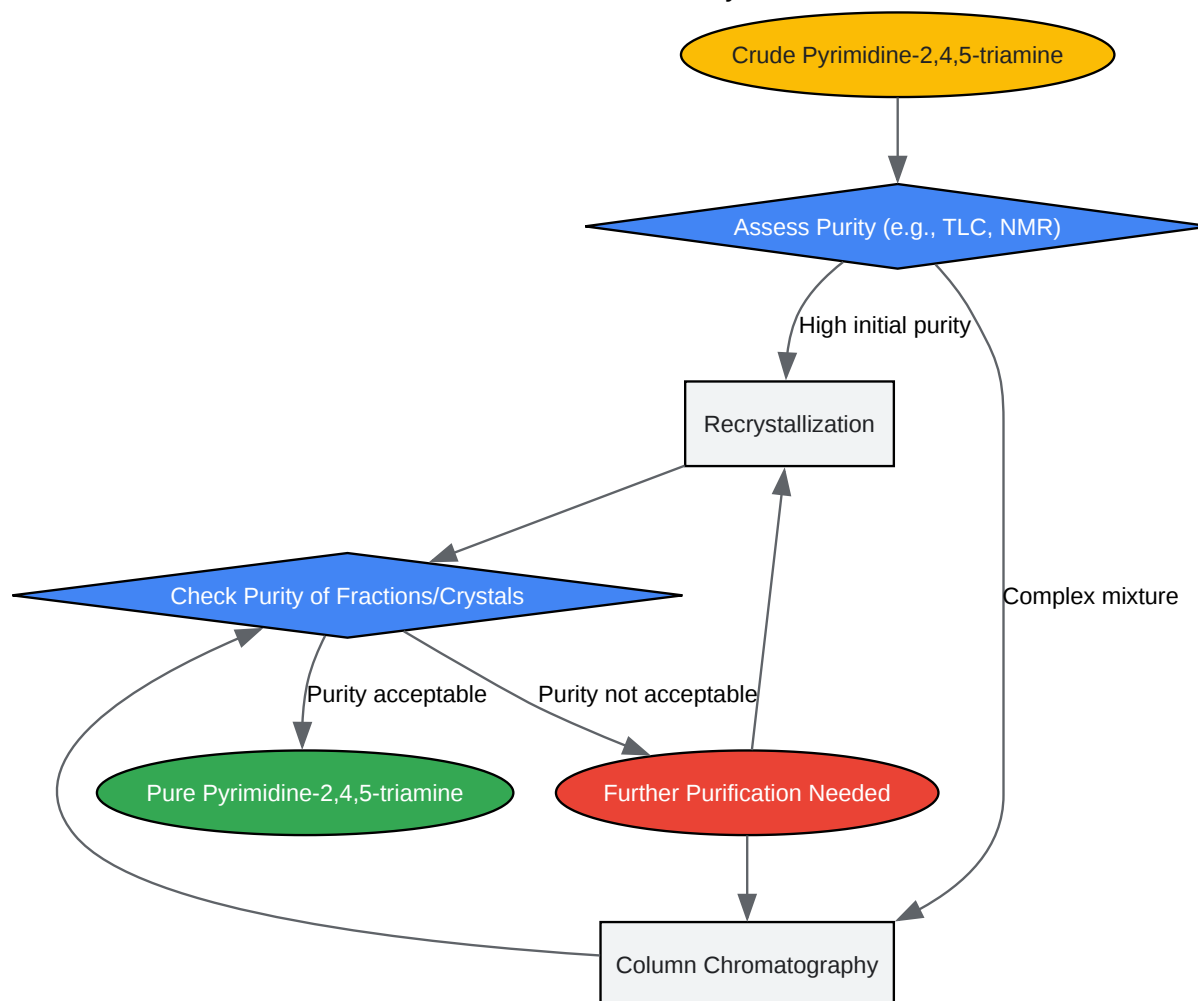 Crude Pyrimidine-2,4,5-triamine
Assess Purity (e.g., TLC, NMR)
High initial purity
Recrystallization
Check Purity of Fractions/Crystals
Complex mixture
Purity acceptable
Purity not acceptable
Pure Pyrimidine-2,4,5-triamine
Further Purification Needed
Column Chromatography